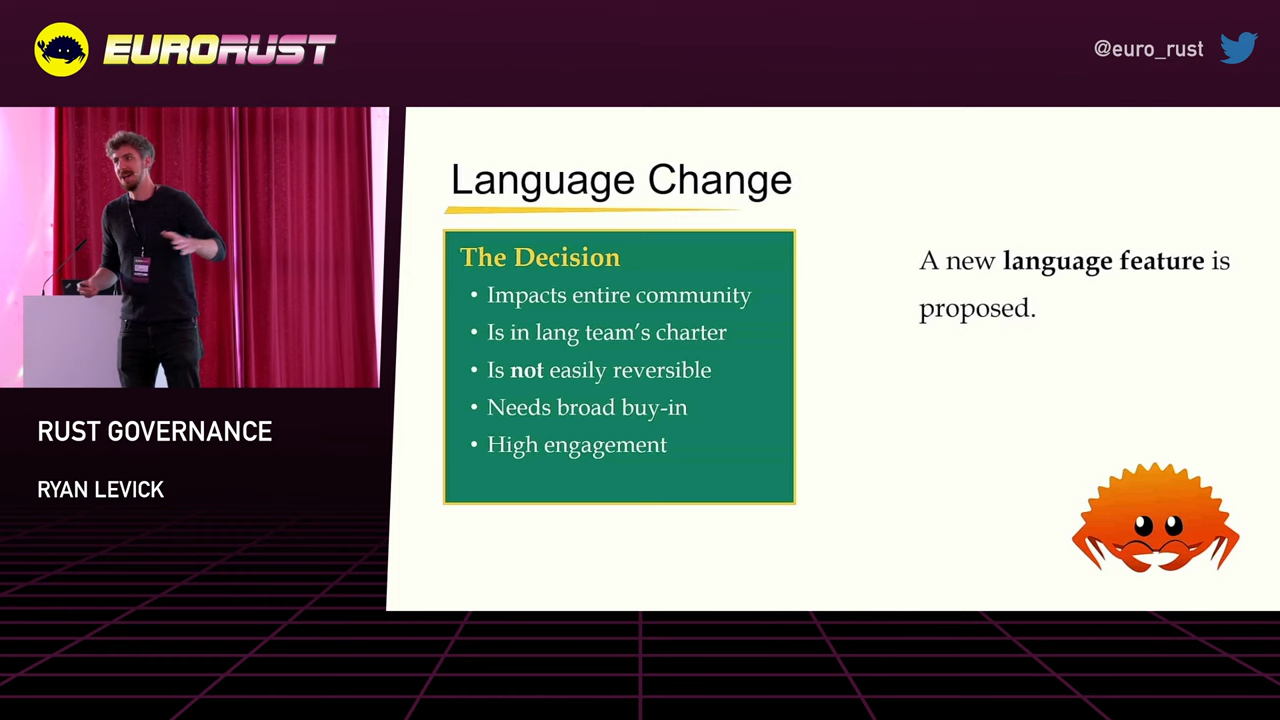 EURORUST
@euro_rust
Language Change
The Decision
• Impacts entire community
• Is in lang team's charter
• Is not easily reversible
• Needs broad buy-in
• High engagement
A new language feature is
proposed.
RUST GOVERNANCE
RYAN LEVICK